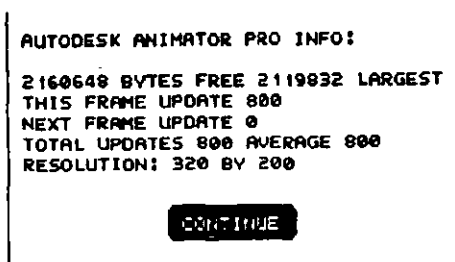 AUTODESK ANIMATOR PRO INFO:
2160648 BYTES FREE 2119832 LARGEST
THIS FRAME UPDATE 800
NEXT FRAME UPDATE 0
TOTAL UPDATES 800 AVERAGE 800
RESOLUTION: 320 BY 200
CONTINUE